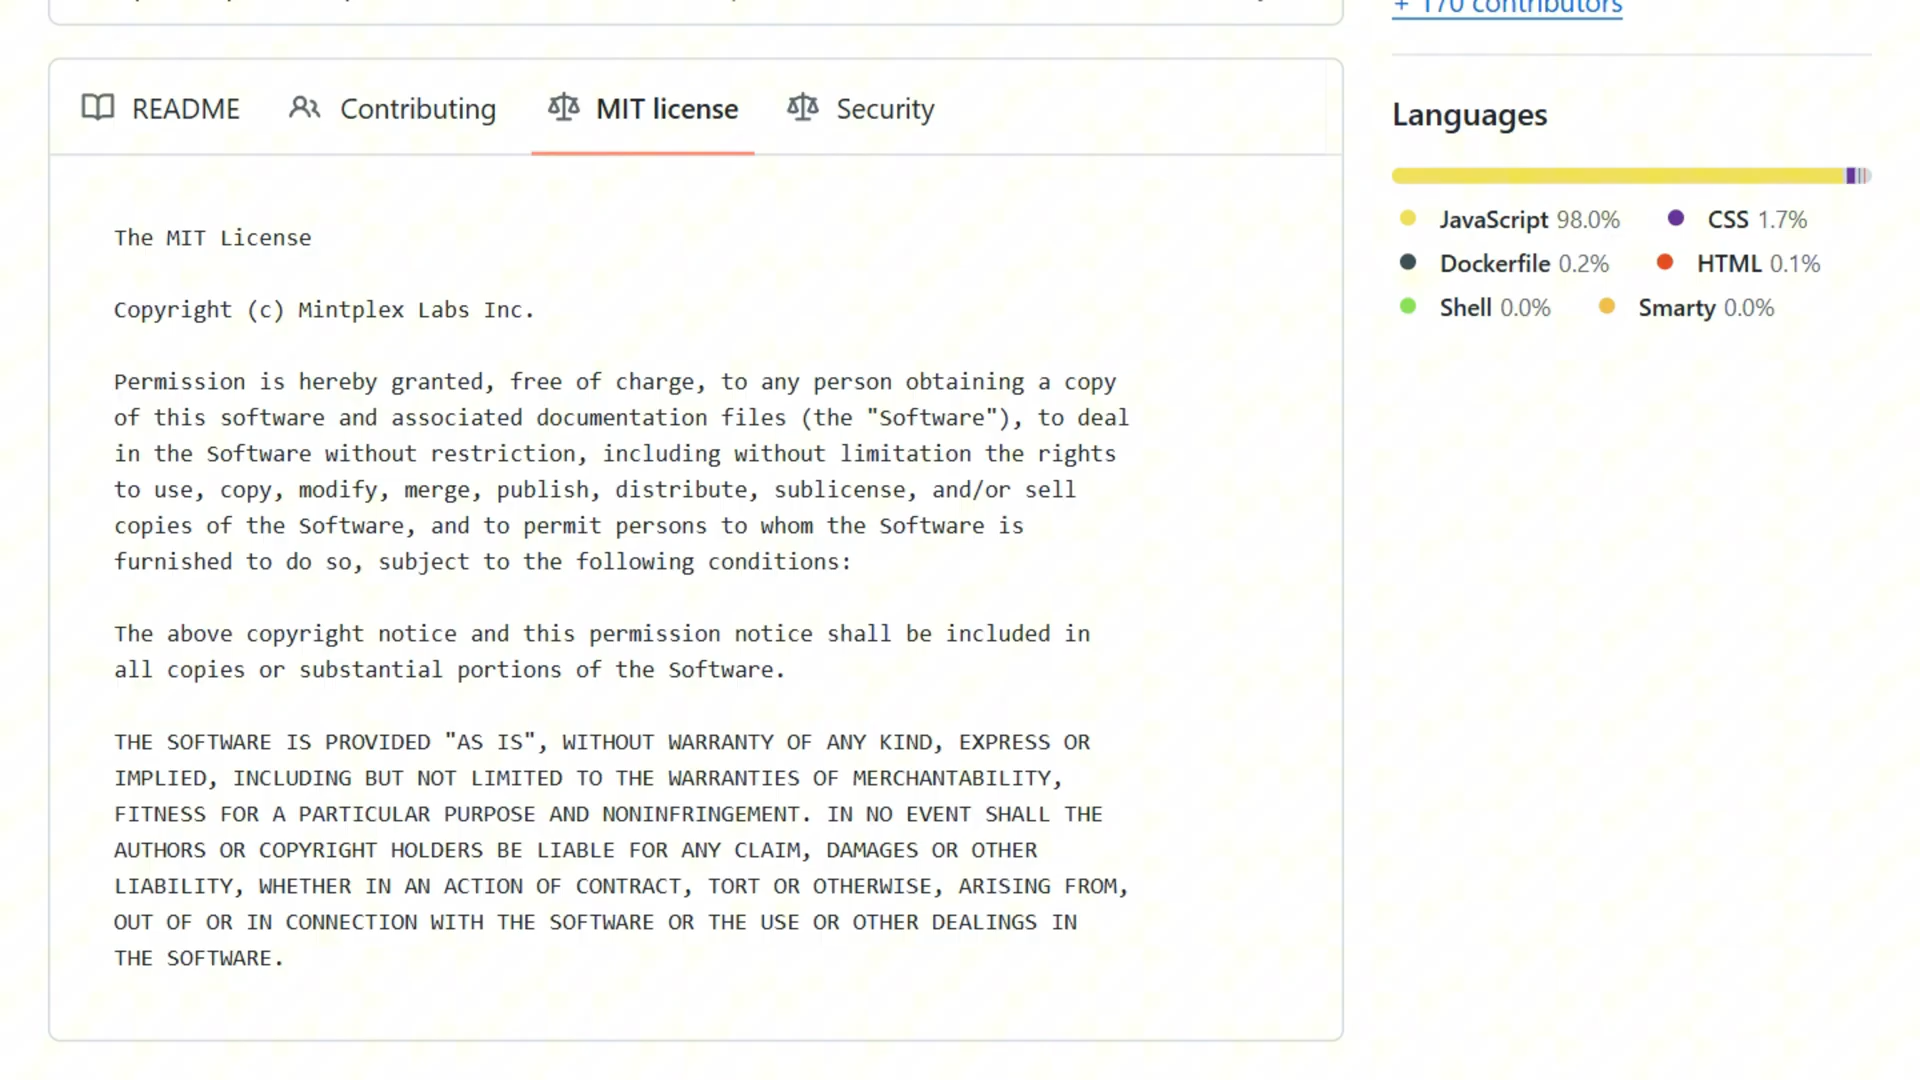 + 170 contributors
README Contributing MIT license Security
The MIT License
Copyright (c) Mintplex Labs Inc.
Permission is hereby granted, free of charge, to any person obtaining a copy
of this software and associated documentation files (the "Software"), to deal
in the Software without restriction, including without limitation the rights
to use, copy, modify, merge, publish, distribute, sublicense, and/or sell
copies of the Software, and to permit persons to whom the Software is
furnished to do so, subject to the following conditions:
The above copyright notice and this permission notice shall be included in
all copies or substantial portions of the Software.
THE SOFTWARE IS PROVIDED "AS IS", WITHOUT WARRANTY OF ANY KIND, EXPRESS OR
IMPLIED, INCLUDING BUT NOT LIMITED TO THE WARRANTIES OF MERCHANTABILITY,
FITNESS FOR A PARTICULAR PURPOSE AND NONINFRINGEMENT. IN NO EVENT SHALL THE
AUTHORS OR COPYRIGHT HOLDERS BE LIABLE FOR ANY CLAIM, DAMAGES OR OTHER
LIABILITY, WHETHER IN AN ACTION OF CONTRACT, TORT OR OTHERWISE, ARISING FROM,
OUT OF OR IN CONNECTION WITH THE SOFTWARE OR THE USE OR OTHER DEALINGS IN
THE SOFTWARE.
Languages
JavaScript 98.0% CSS 1.7%
Dockerfile 0.2% HTML 0.1%
Shell 0.0% Smarty 0.0%